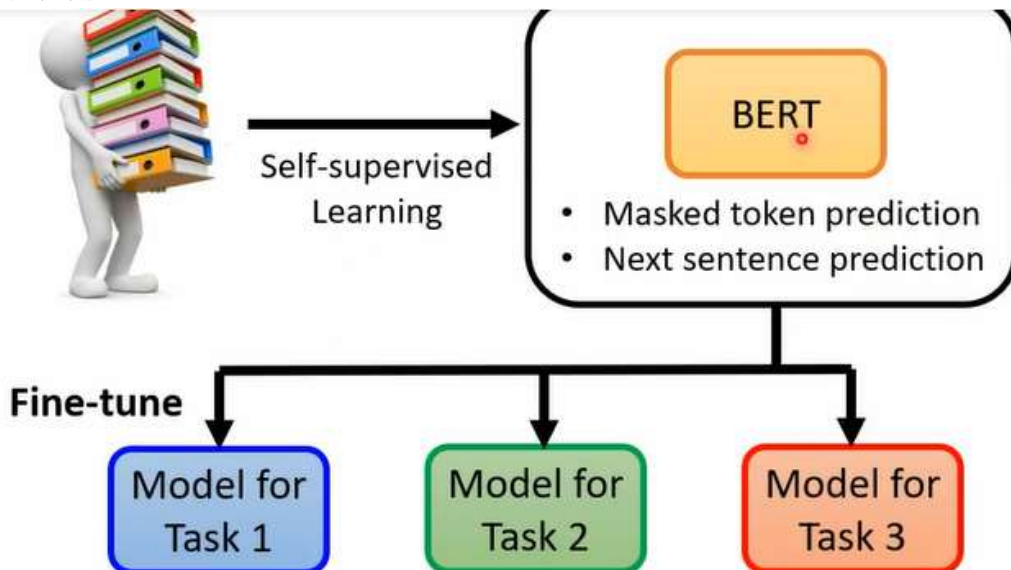 BERT
Self-supervised
Learning
• Masked token prediction
• Next sentence prediction
Fine-tune
Model for
Task 1
Model for
Task 2
Model for
Task 3